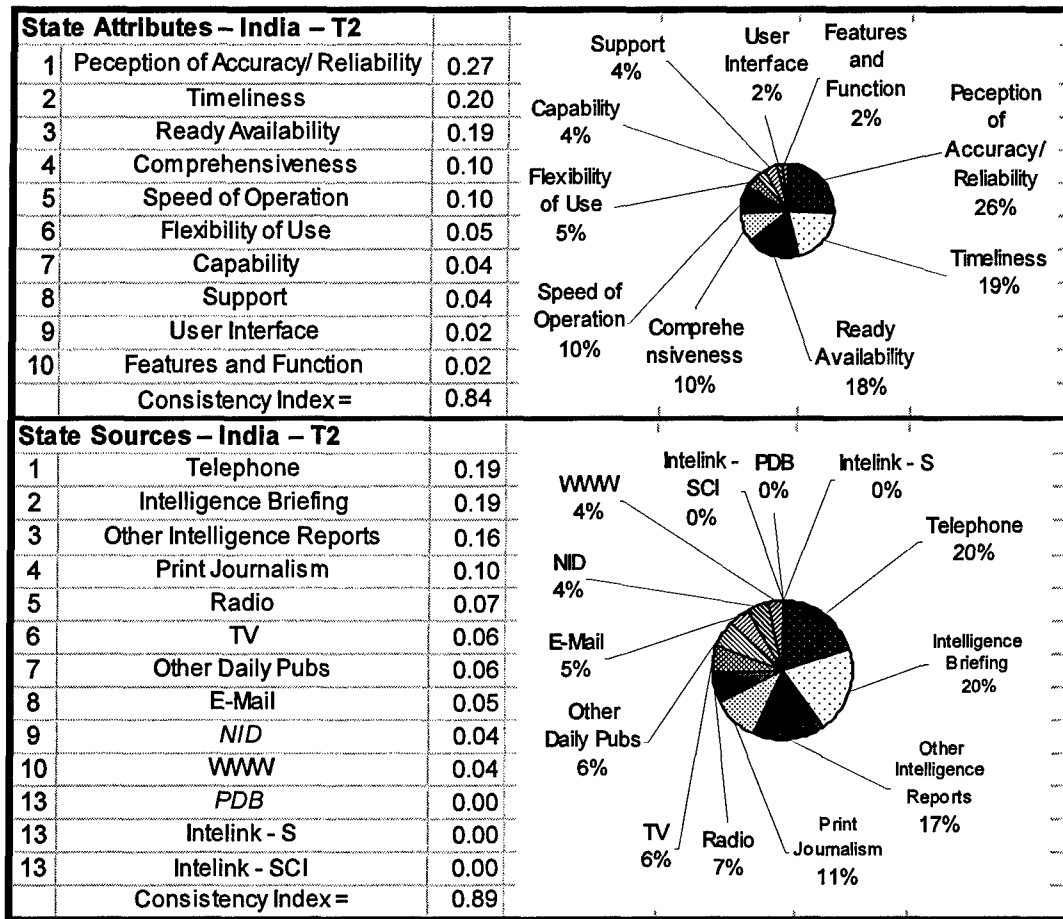 State Attributes – India – T2
1 Peception of Accuracy/ Reliability 0.27
2 Timeliness 0.20
3 Ready Availability 0.19
4 Comprehensiveness 0.10
5 Speed of Operation 0.10
6 Flexibility of Use 0.05
7 Capability 0.04
8 Support 0.04
9 User Interface 0.02
10 Features and Function 0.02
Consistency Index = 0.84
Support
4%
User
Interface
2%
Features
and
Function
2%
Peception
of
Accuracy/
Reliability
26%
Capability
4%
Flexibility
of Use
5%
Timeliness
19%
Speed of
Operation
10%
Comprehe
nsiveness
10%
Ready
Availability
18%
State Sources – India – T2
1 Telephone 0.19
2 Intelligence Briefing 0.19
3 Other Intelligence Reports 0.16
4 Print Journalism 0.10
5 Radio 0.07
6 TV 0.06
7 Other Daily Pubs 0.06
8 E-Mail 0.05
9 NID 0.04
10 WWW 0.04
13 PDB 0.00
13 Intelink - S 0.00
13 Intelink - SCI 0.00
Consistency Index = 0.89
WWW
4%
Intelink -
SCI
0%
PDB
0%
Intelink - S
0%
Telephone
20%
NID
4%
E-Mail
5%
Intelligence
Briefing
20%
Other
Daily Pubs
6%
Other
Intelligence
Reports
17%
TV
6%
Radio
7%
Print
Journalism
11%